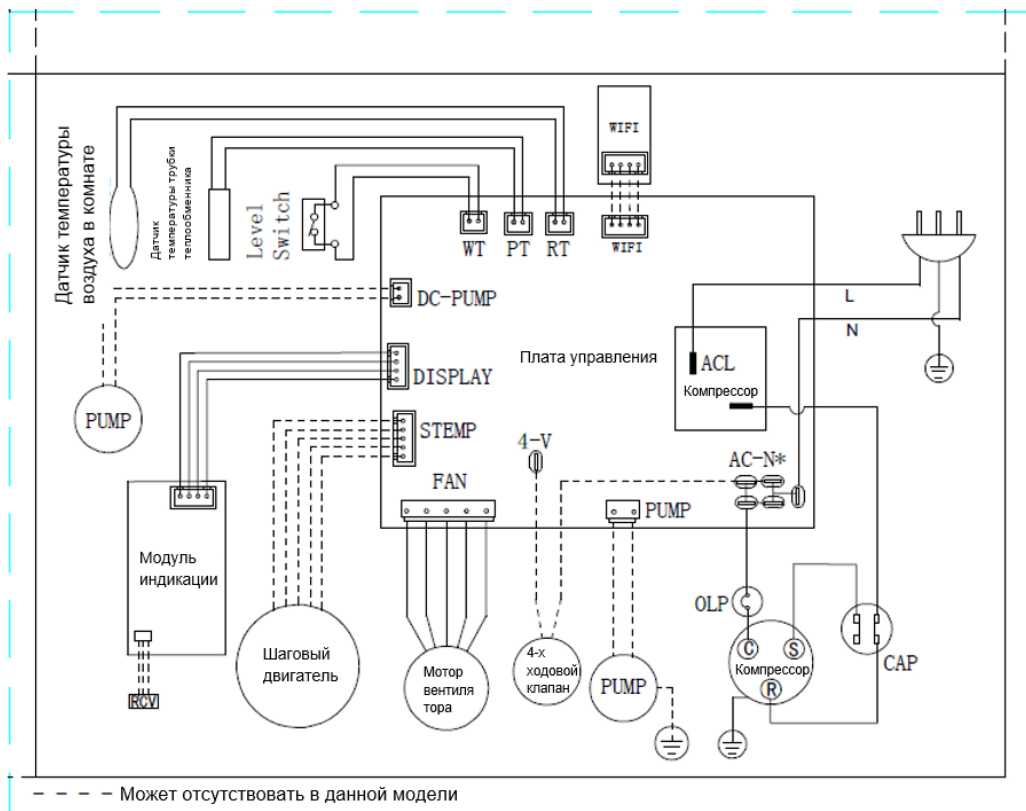 Датчик температуры
воздуха в комнате
Датчик
температуры трубки
теплообменника
Level
Switch
WIFI
WT
PT
RT
WIFI
DC-PUMP
L
N
Плата управления
ACL
Компрессор
DISPLAY
PUMP
STEMP
4-V
AC-N*
FAN
PUMP
Модуль
индикации
OLP
C
S
Компрессор
R
CAP
Шаговый
двигатель
Мотор
вентиля
тора
4-х
ходовой
клапан
PUMP
RCV
Может отсутствовать в данной модели